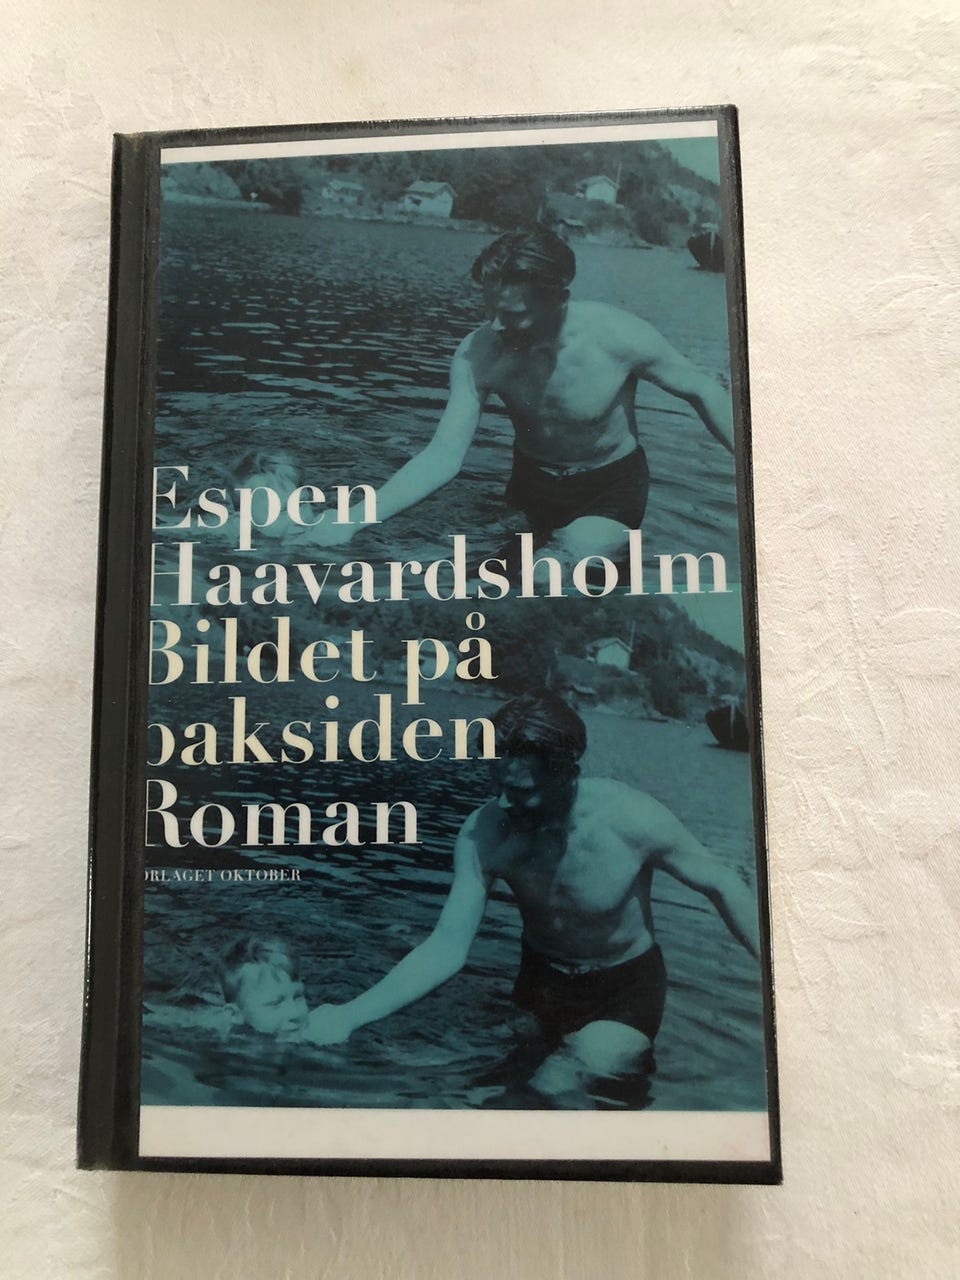 Espen
Haavardsholm
Bildet på
baksiden
Roman
ORLAGET OKTOBER